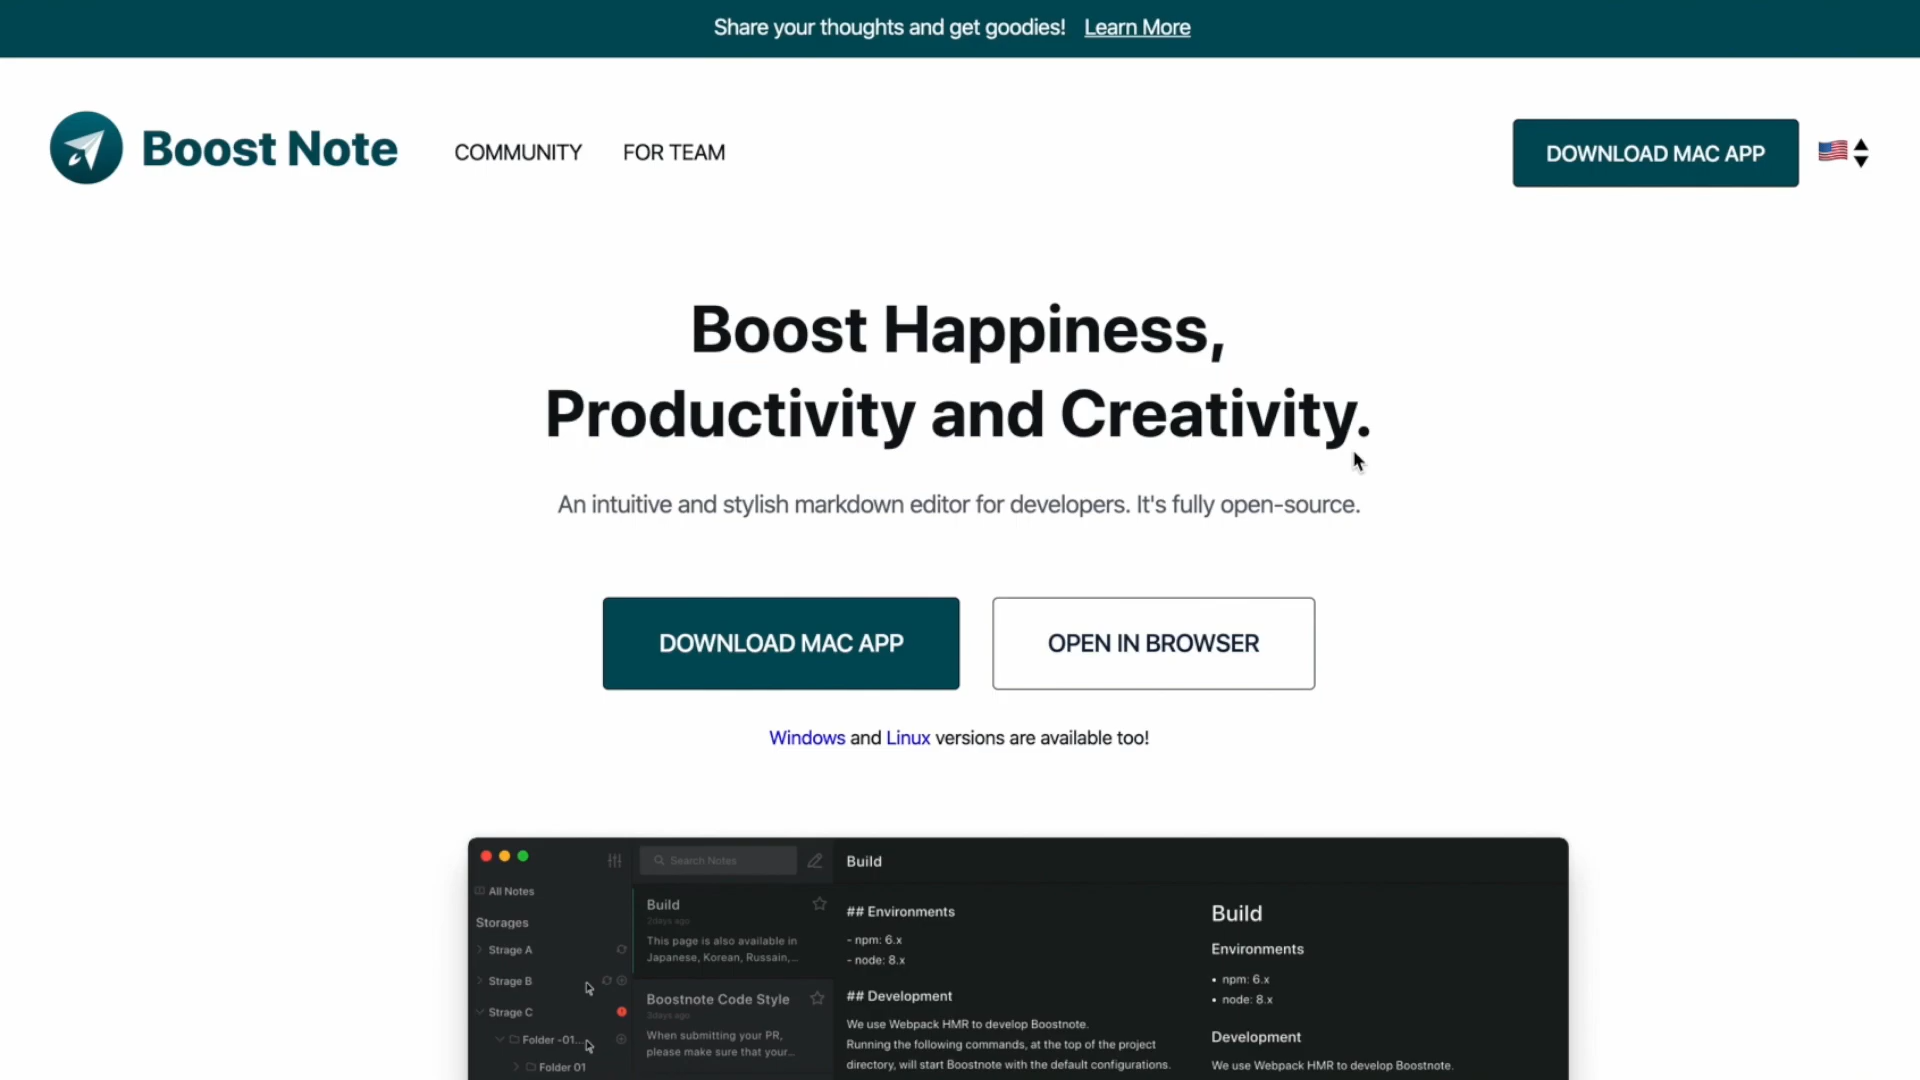 Share your thoughts and get goodies! Learn More
Boost Note
COMMUNITY
FOR TEAM
DOWNLOAD MAC APP
Boost Happiness,
Productivity and Creativity.
An intuitive and stylish markdown editor for developers. It's fully open-source.
DOWNLOAD MAC APP
OPEN IN BROWSER
Windows and Linux versions are available too!
All Notes
Storages
Strage A
Strage B
Strage C
Folder -01...
Folder 01
Search Notes
Build
2days ago
This page is also available in
Japanese, Korean, Russain,...
Boostnote Code Style
3days ago
When submitting your PR,
please make sure that your...
Build
## Environments
- npm: 6.x
- node: 8.x
## Development
We use Webpack HMR to develop Boostnote.
Running the following commands, at the top of the project
directory, will start Boostnote with the default configurations.
Build
Environments
• npm: 6.x
• node: 8.x
Development
We use Webpack HMR to develop Boostnote.